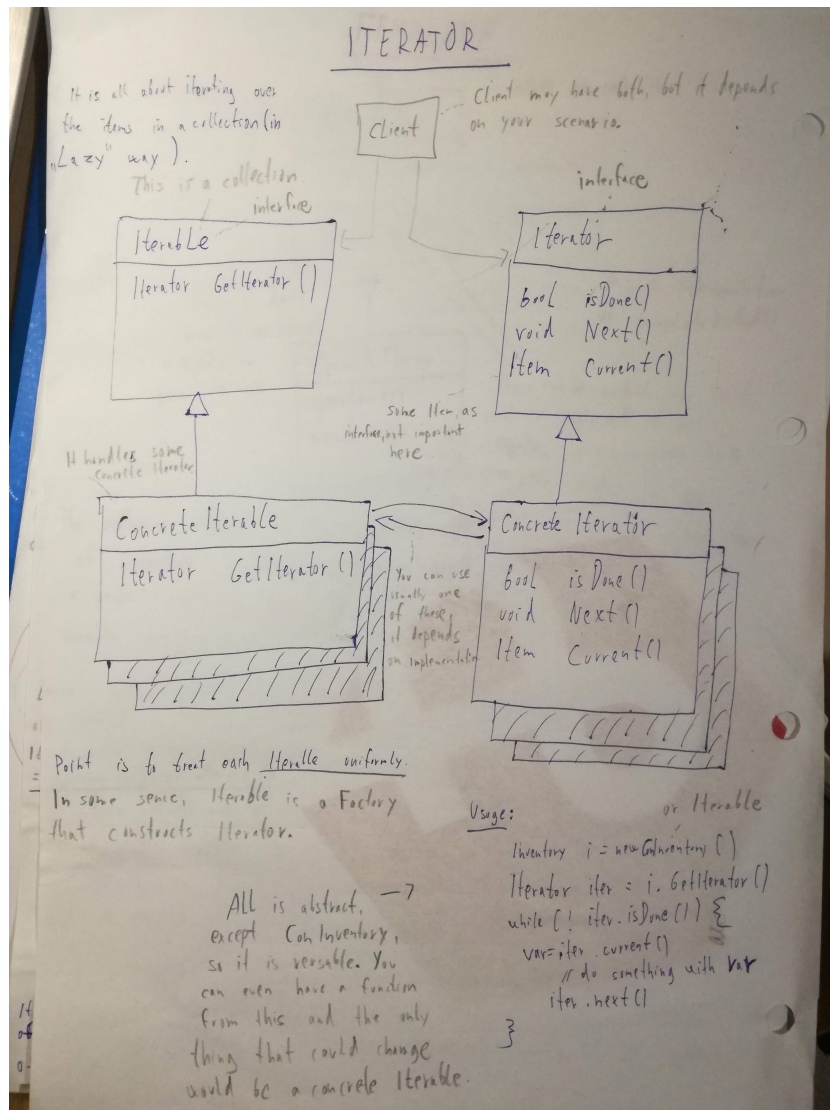 ITERATOR
It is all about iterating over
the items in a collection (in
„Lazy" way ).
Client
Client may have both, but it depends
on your scenario.
This is a collection.
interface
Iterable
Iterator GetIterator ()
interface
Iterator
bool isDone()
void Next()
Item Current()
Some Item, as
interface, not important
here.
It handles some
concrete Iterator
Concrete Iterable
Iterator GetIterator ()
You can use
usually one
of these,
it depends
on implementation
Concrete Iterator
bool isDone()
void Next()
Item Current()
Point is to treat each Iterable uniformly.
In some sence, Iterable is a Factory
that constructs Iterator.
All is abstract, →
except ConInventory,
so it is reusable. You
can even have a function
from this and the only
thing that could change
would be a concrete Iterable.
Usage:
or Iterable
Inventory i = new ConInventory ()
Iterator iter = i. GetIterator ()
while (! iter. isDone ()) {
var = iter. current ()
// do something with var
iter. next ()
}
It